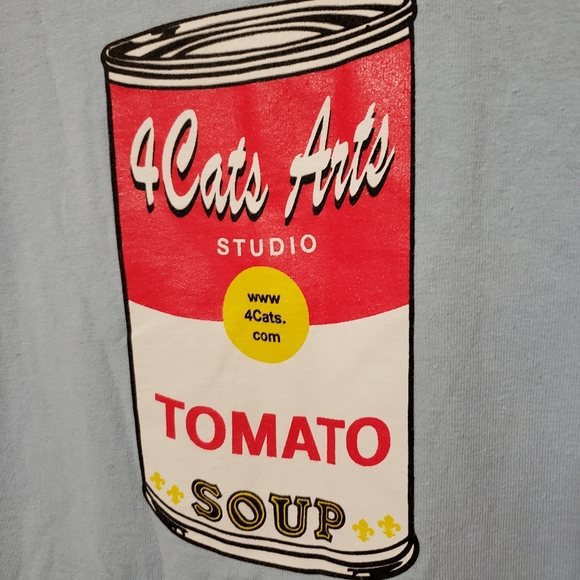 4Cats Arts
STUDIO
www
4Cats.
com
TOMATO
SOUP